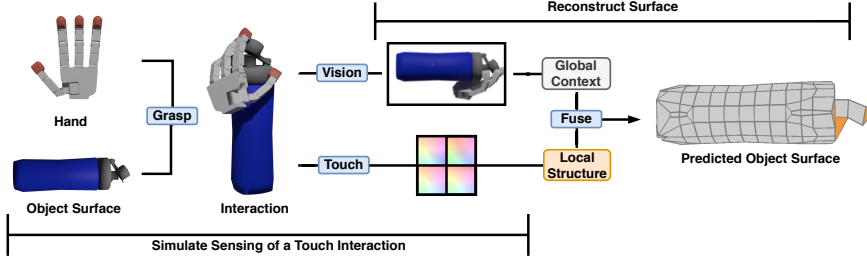 Reconstruct Surface
Hand
Grasp
Object Surface
Interaction
Vision
Touch
Global
Context
Fuse
Local
Structure
Predicted Object Surface
Simulate Sensing of a Touch Interaction